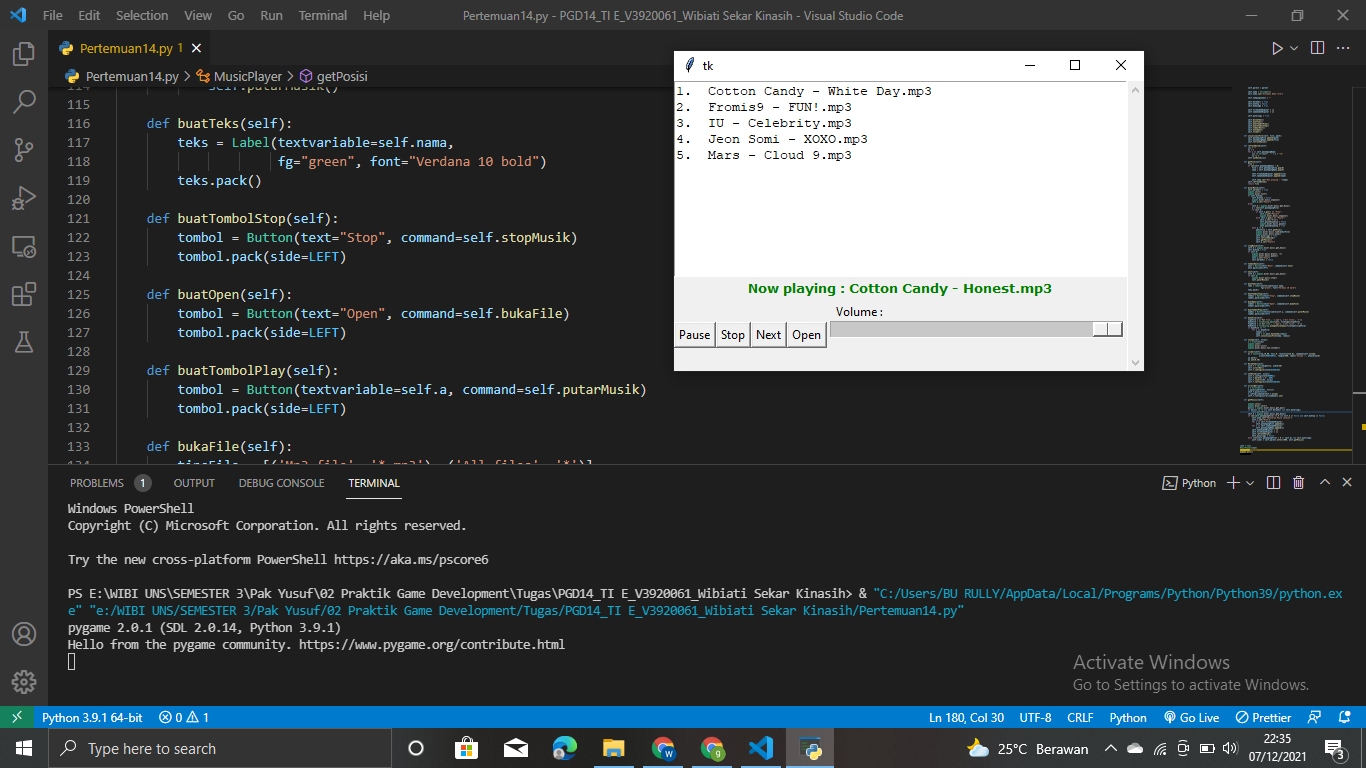 File Edit Selection View Go Run Terminal Help Pertemuan14.py - PGD14_TI E_V3920061_Wibiati Sekar Kinasih - Visual Studio Code
Pertemuan14.py 1
Pertemuan14.py > MusicPlayer > getPosisi
114 self.putarMusik()
115
116 def buatTeks(self):
117 teks = Label(textvariable=self.nama,
118 fg="green", font="Verdana 10 bold")
119 teks.pack()
120
121 def buatTombolStop(self):
122 tombol = Button(text="Stop", command=self.stopMusik)
123 tombol.pack(side=LEFT)
124
125 def buatOpen(self):
126 tombol = Button(text="Open", command=self.bukaFile)
127 tombol.pack(side=LEFT)
128
129 def buatTombolPlay(self):
130 tombol = Button(textvariable=self.a, command=self.putarMusik)
131 tombol.pack(side=LEFT)
132
133 def bukaFile(self):
tk
1. Cotton Candy - White Day.mp3
2. Fromis9 - FUN!.mp3
3. IU - Celebrity.mp3
4. Jeon Somi - XOXO.mp3
5. Mars - Cloud 9.mp3
Now playing : Cotton Candy - Honest.mp3
Volume:
Pause Stop Next Open
PROBLEMS 1 OUTPUT DEBUG CONSOLE TERMINAL Python
Windows PowerShell
Copyright (C) Microsoft Corporation. All rights reserved.
Try the new cross-platform PowerShell https://aka.ms/pscore6
PS E:\WIBI UNS\SEMESTER 3\Pak Yusuf\02 Praktik Game Development\Tugas\PGD14_TI E_V3920061_Wibiati Sekar Kinasih> & "C:/Users/BU RULLY/AppData/Local/Programs/Python/Python39/python.ex
e" "e:/WIBI UNS/SEMESTER 3/Pak Yusuf/02 Praktik Game Development/Tugas/PGD14_TI E_V3920061_Wibiati Sekar Kinasih/Pertemuan14.py"
pygame 2.0.1 (SDL 2.0.14, Python 3.9.1)
Hello from the pygame community. https://www.pygame.org/contribute.html
Activate Windows
Go to Settings to activate Windows.
Python 3.9.1 64-bit 0 1 Ln 180, Col 30 UTF-8 CRLF Python Go Live Prettier
Type here to search 25°C Berawan 22:35
07/12/2021 3